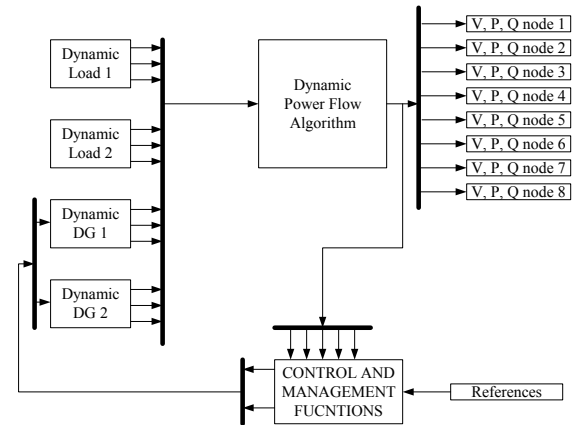 Dynamic
Load 1
Dynamic
Load 2
Dynamic
DG 1
Dynamic
DG 2
Dynamic
Power Flow
Algorithm
V, P, Q node 1
V, P, Q node 2
V, P, Q node 3
V, P, Q node 4
V, P, Q node 5
V, P, Q node 6
V, P, Q node 7
V, P, Q node 8
CONTROL AND
MANAGEMENT
FUCNTIONS
References